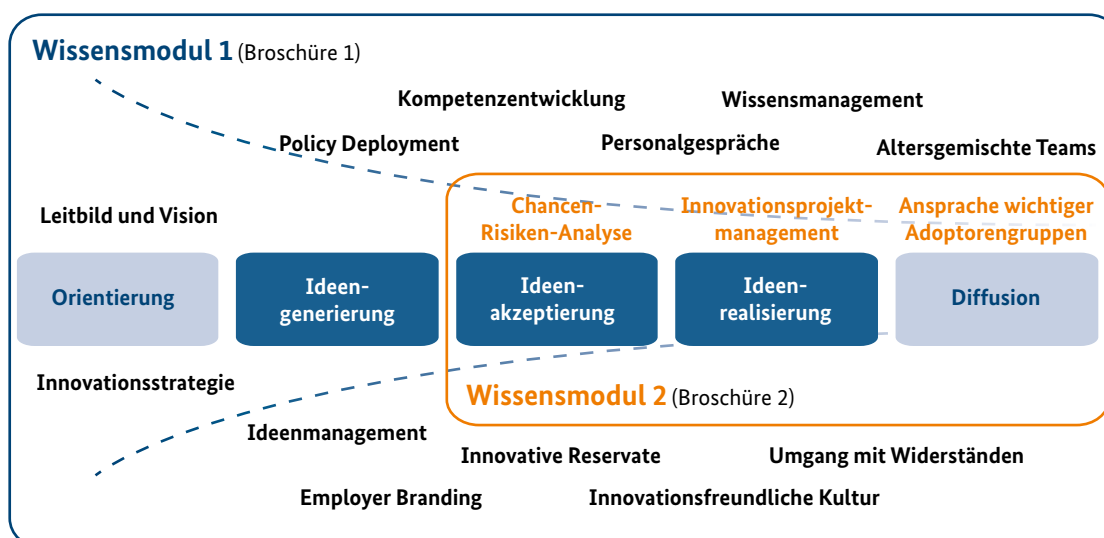 Wissensmodul 1 (Broschüre 1)
Kompetenzentwicklung
Wissensmanagement
Policy Deployment
Personalgespräche
Altersgemischte Teams
Leitbild und Vision
Chancen-
Risiken-Analyse
Innovationsprojekt-
management
Ansprache wichtiger
Adoptorengruppen
Orientierung
Ideen-
generierung
Ideen-
akzeptierung
Ideen-
realisierung
Diffusion
Innovationsstrategie
Wissensmodul 2 (Broschüre 2)
Ideenmanagement
Innovative Reservate
Umgang mit Widerständen
Employer Branding
Innovationsfreundliche Kultur